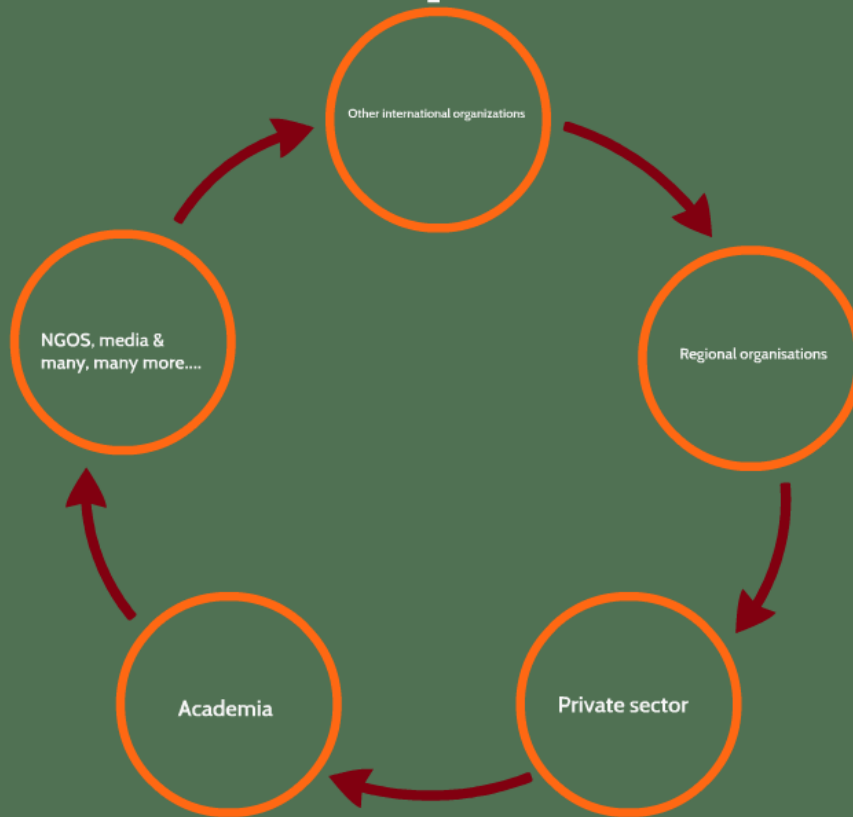 Other international organizations
Regional organisations
Private sector
Academia
NGOS, media &
many, many more....